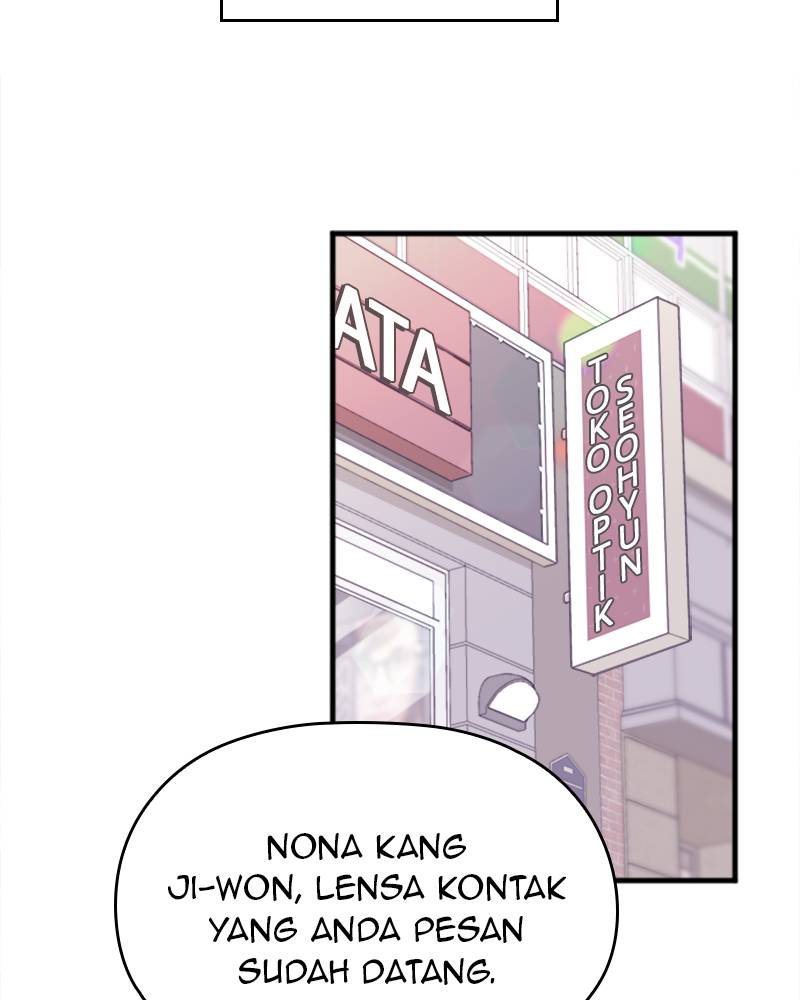 ATA
TOKO OPTIK
SEOHYUN
NONA KANG
JI-WON, LENSA KONTAK
YANG ANDA PESAN
SUDAH DATANG.